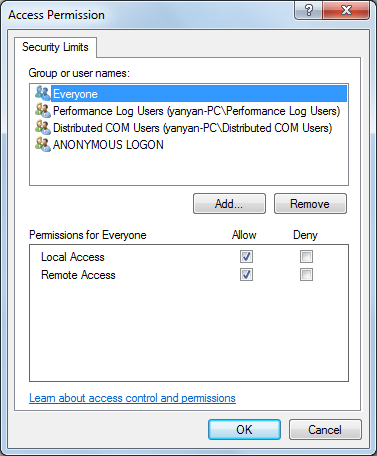 Access Permission
Security Limits
Group or user names:
Everyone
Performance Log Users (yanyan-PC\Performance Log Users)
Distributed COM Users (yanyan-PC\Distributed COM Users)
ANONYMOUS LOGON
Add... Remove
Permissions for Everyone Allow Deny
Local Access
Remote Access
Learn about access control and permissions
OK Cancel